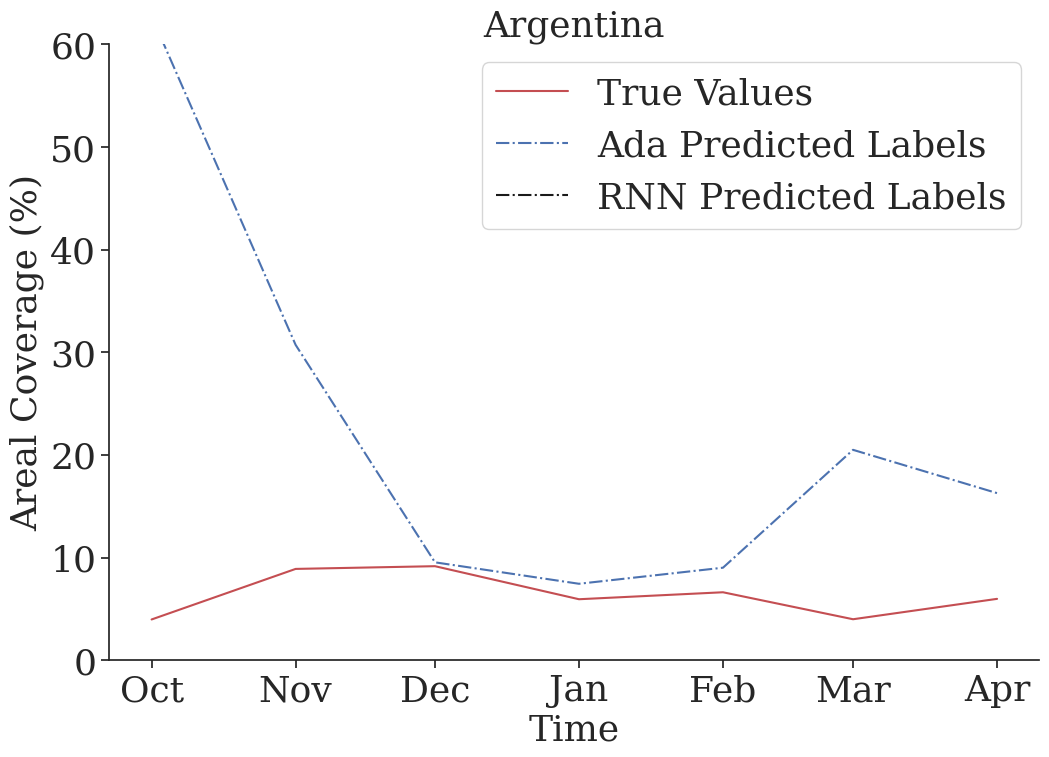 Argentina
True Values
Ada Predicted Labels
RNN Predicted Labels
Areal Coverage (%)
60
50
40
30
20
10
0
Oct Nov Dec Jan Feb Mar Apr
Time